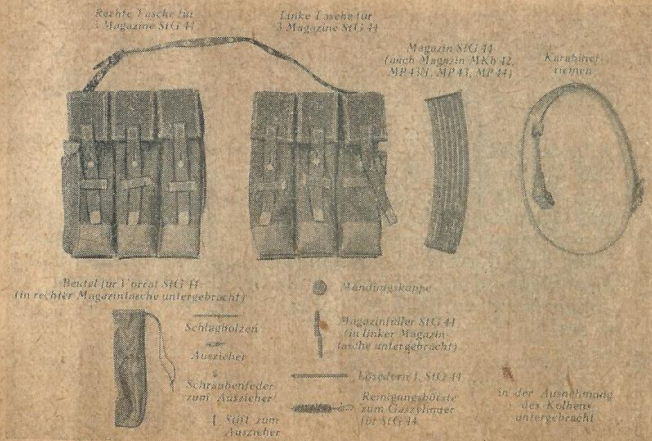 Rechte Tasche für
3 Magazine StG 44
Linke Tasche für
3 Magazine StG 44
Magazin StG 44
(auch Magazin MKb 42,
MP 43/1, MP 43, MP 44)
Karabiner-
riemen
Beutel für Vorrat StG 44
(in rechter Magazintasche untergebracht)
Schlagbolzen
Auszieher
Schraubenfeder
zum Auszieher
Stift zum
Auszieher
Mündungskappe
Magazinfüller StG 44
(in linker Magazin-
tasche untergebracht)
Lösedorn f. StG 44
Reinigungsbürste
zum Gaszylinder
für StG 44
in der Ausnehmung
des Kolbens
untergebracht